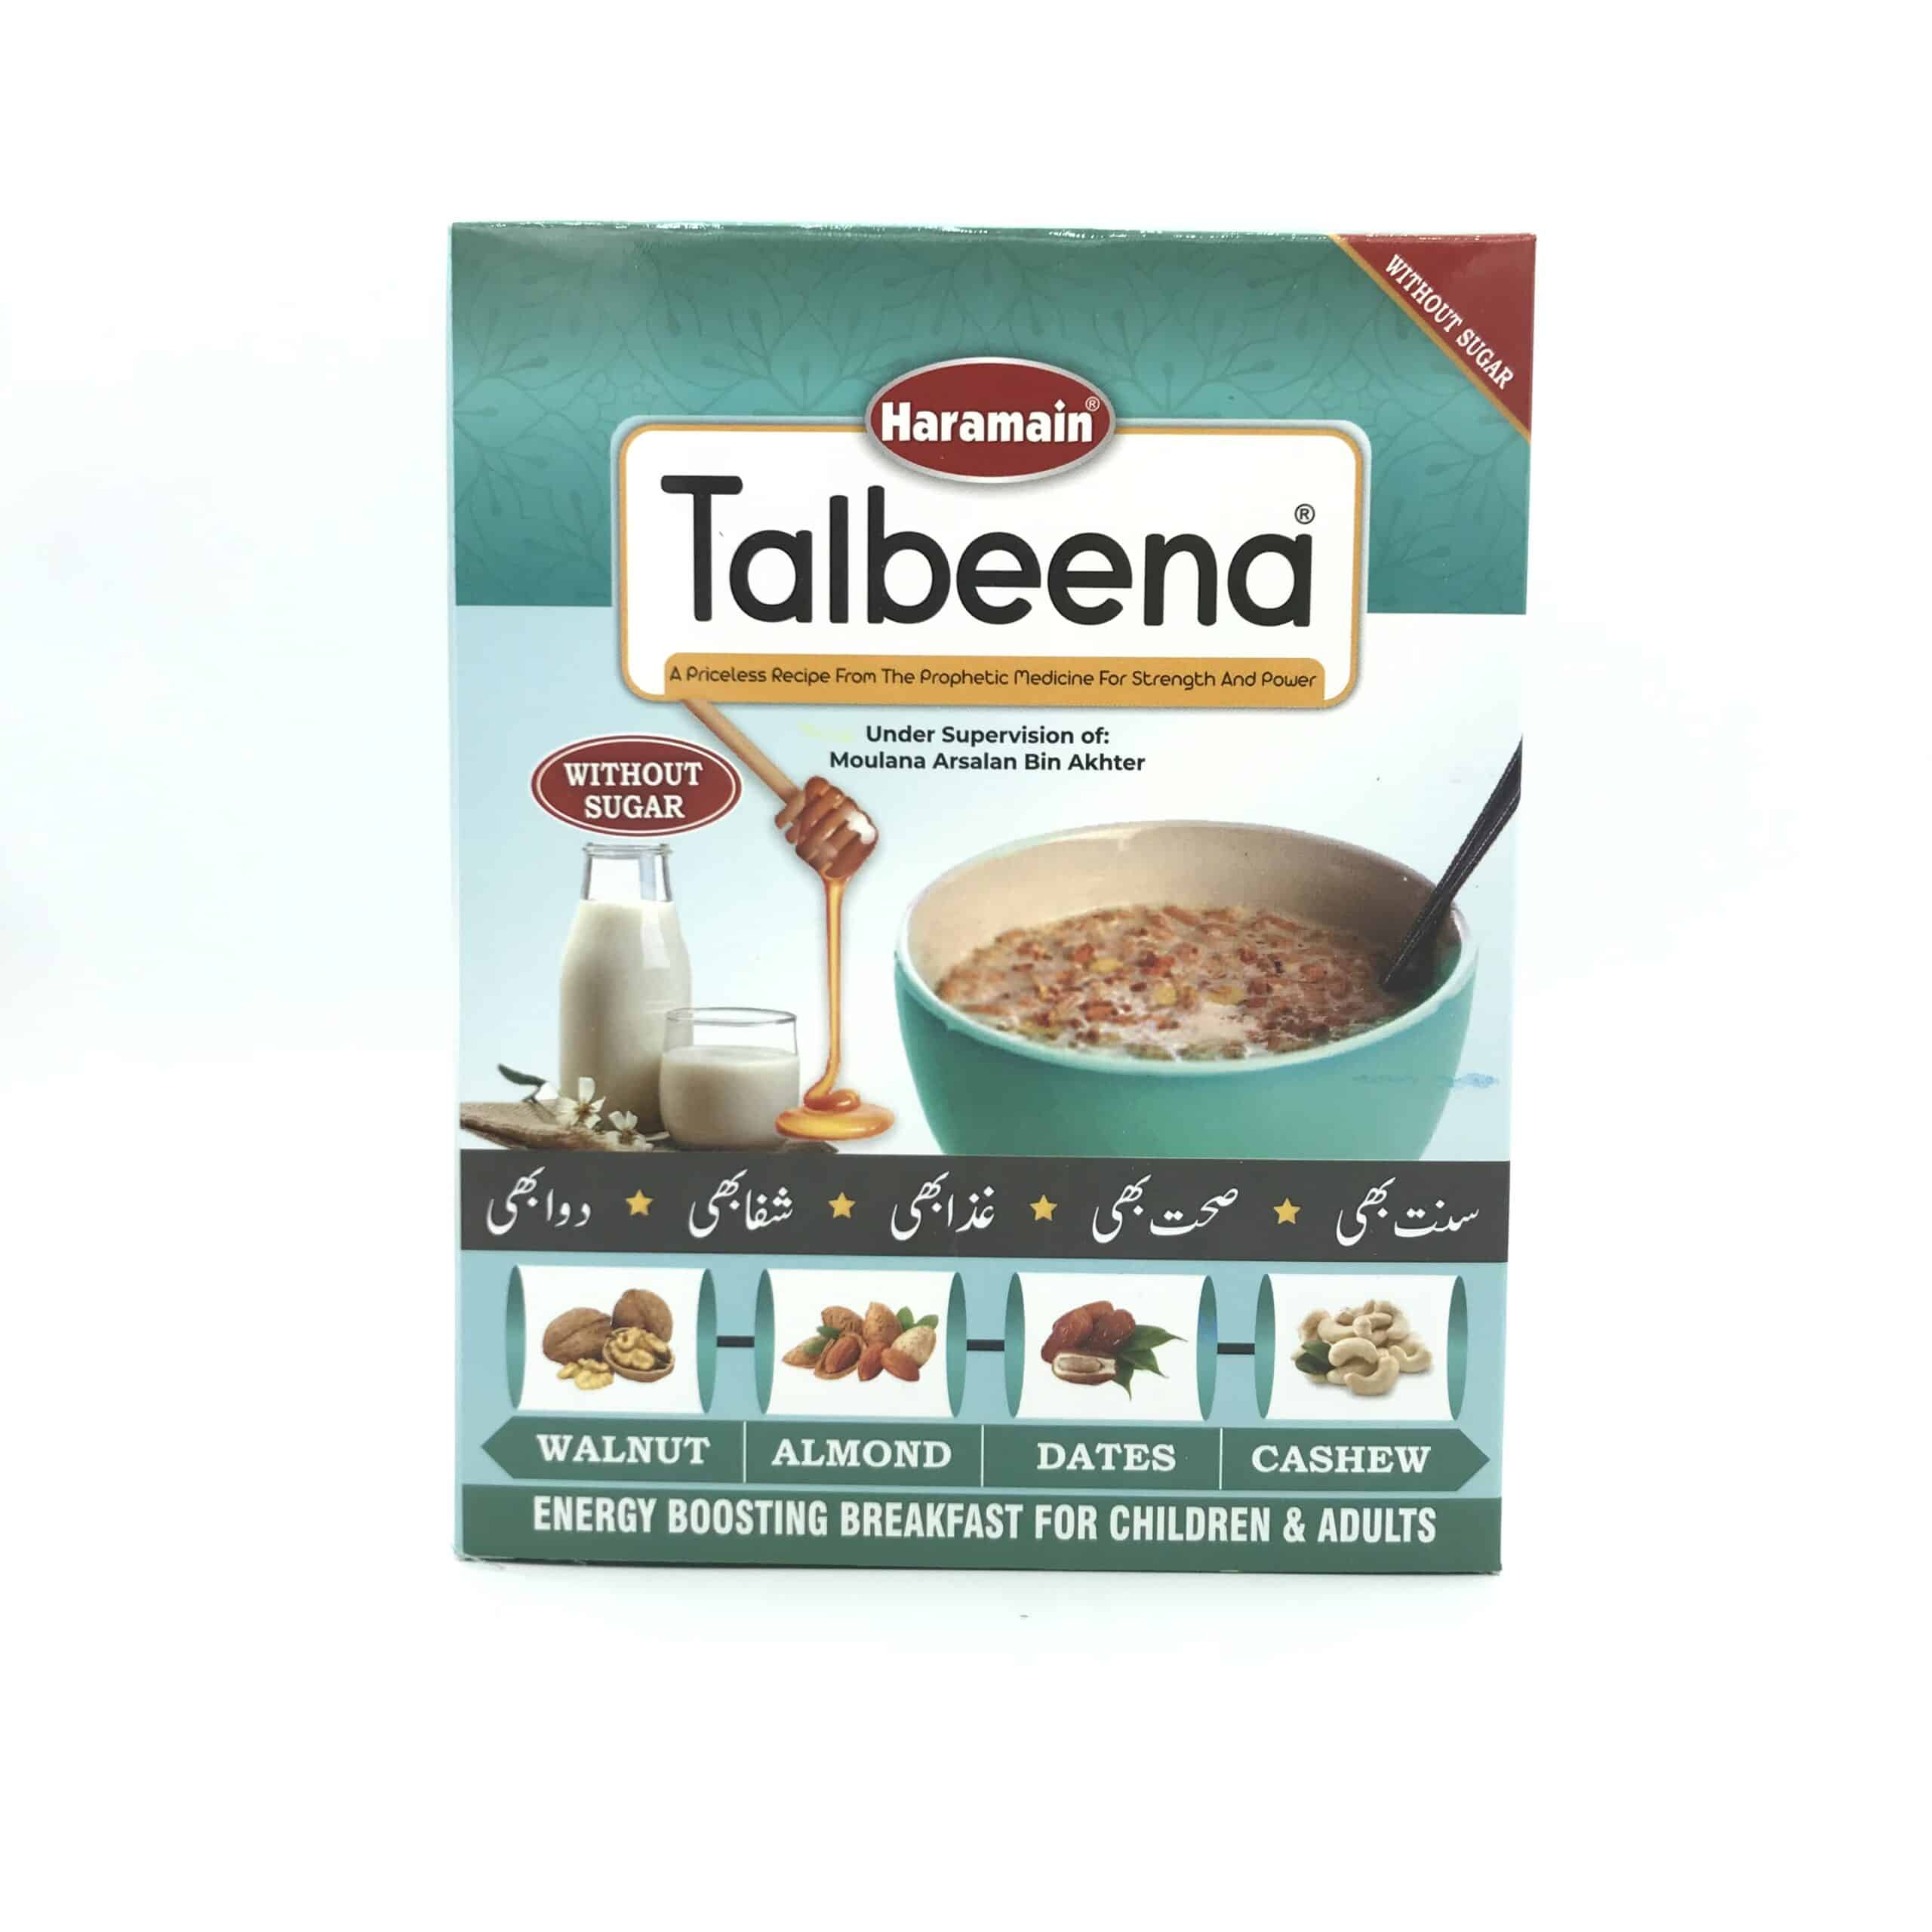 WITHOUT SUGAR
Haramain®
Talbeena®
A Priceless Recipe From The Prophetic Medicine For Strength And Power
Under Supervision of:
Moulana Arsalan Bin Akhter
WITHOUT
SUGAR
سنت بھی ★ صحت بھی ★ غذا بھی ★ شفا بھی ★ دوا بھی
WALNUT ALMOND DATES CASHEW
ENERGY BOOSTING BREAKFAST FOR CHILDREN & ADULTS